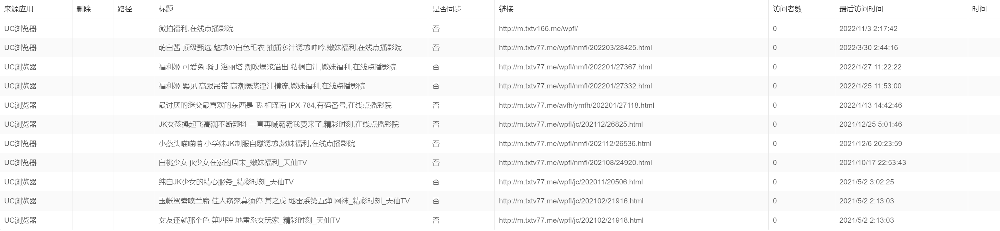 来源应用 删除 路径 标题 是否同步 链接 访问者数 最后访问时间 时间
UC浏览器 微拍福利,在线点播影院 否 http://m.txtv166.me/wpfl/ 0 2022/11/3 2:17:42
UC浏览器 萌白酱 顶级甄选 魅惑の白色毛衣 抽插多汁诱惑呻吟,嫩妹福利,在线点播影院 否 http://m.txtv77.me/wpfl/nmfl/202203/28425.html 0 2022/3/30 2:44:16
UC浏览器 福利姬 可爱兔 骚丁洛丽塔 潮吹爆浆溢出 粘稠白汁,嫩妹福利,在线点播影院 否 http://m.txtv77.me/wpfl/nmfl/202201/27367.html 0 2022/1/27 11:22:22
UC浏览器 福利姬 樂见 高跟吊带 高潮爆浆淫汁横流,嫩妹福利,在线点播影院 否 http://m.txtv77.me/wpfl/nmfl/202201/27332.html 0 2022/1/25 11:53:00
UC浏览器 最讨厌的继父最喜欢的东西是 我 相泽南 IPX-784,有码番号,在线点播影院 否 http://m.txtv77.me/avfh/ymfh/202201/27118.html 0 2022/1/13 14:42:46
UC浏览器 JK女孩操起飞高潮不断颤抖 一直再喊霸霸我要来了,精彩时刻,在线点播影院 否 http://m.txtv77.me/wpfl/jc/202112/26825.html 0 2021/12/25 5:01:46
UC浏览器 小蔡头喵喵喵 小学妹JK制服自慰诱惑,嫩妹福利,在线点播影院 否 http://m.txtv77.me/wpfl/nmfl/202112/26536.html 0 2021/12/6 20:23:59
UC浏览器 白桃少女 jk少女在家的周末_嫩妹福利_天仙TV 否 http://m.txtv77.me/wpfl/nmfl/202108/24920.html 0 2021/10/17 22:53:43
UC浏览器 纯白JK少女的精心服务_精彩时刻_天仙TV 否 http://m.txtv77.me/wpfl/jc/202011/20506.html 0 2021/5/2 3:02:25
UC浏览器 玉帐鸳鸯喷兰麝 佳人窈窕莫须停 其之戊 地雷系第五弹 网袜_精彩时刻_天仙TV 否 http://m.txtv77.me/wpfl/jc/202102/21916.html 0 2021/5/2 2:13:03
UC浏览器 女友还就那个色 第四弹 地雷系女玩家_精彩时刻_天仙TV 否 http://m.txtv77.me/wpfl/jc/202102/21918.html 0 2021/5/2 2:13:03